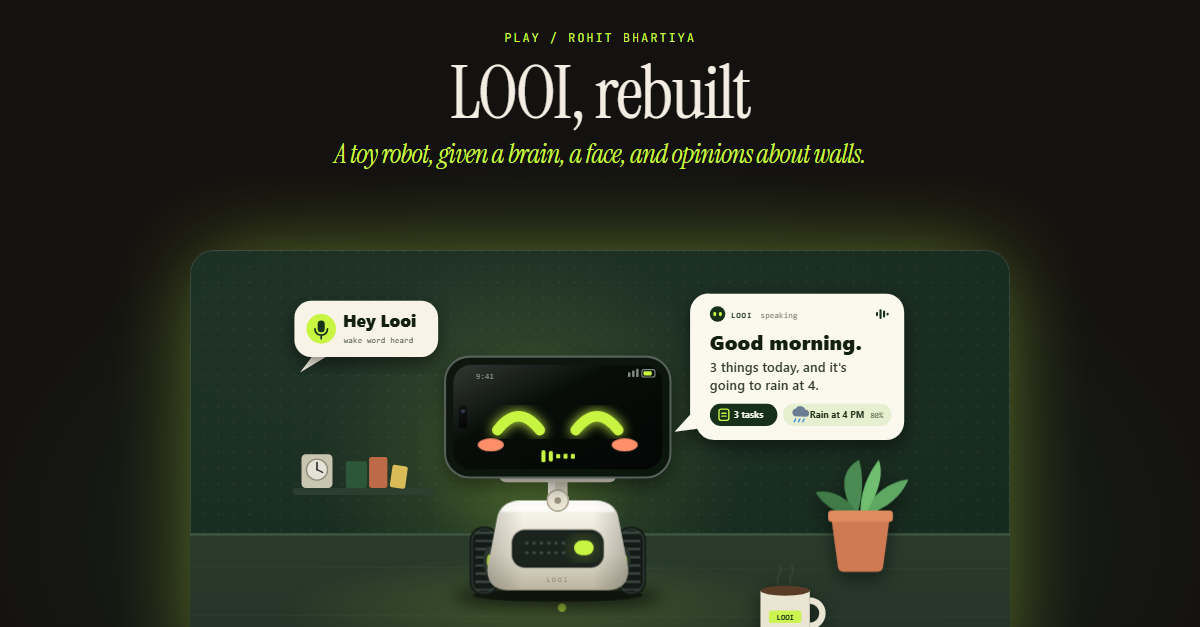 PLAY / ROHIT BHARTIYA
LOOI, rebuilt
A toy robot, given a brain, a face, and opinions about walls.
Hey Looi
wake word heard
LOOI speaking
Good morning.
3 things today, and it's
going to rain at 4.
3 tasks
Rain at 4 PM 80%
9:41
LOOI
LOOI